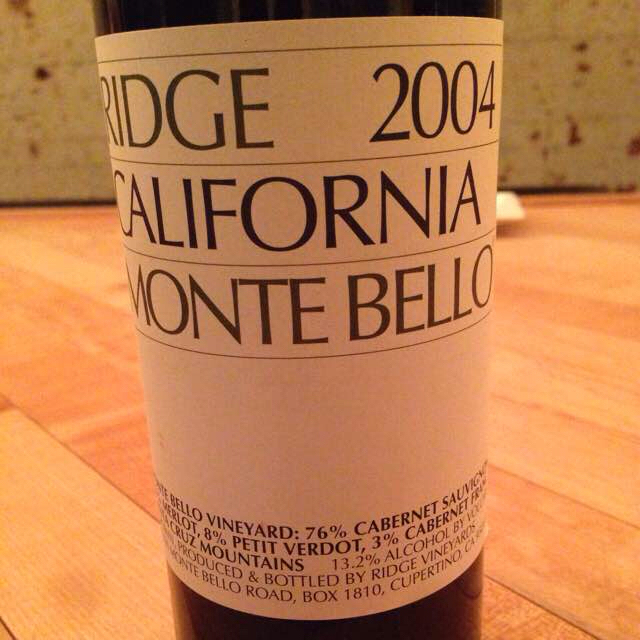 RIDGE 2004
CALIFORNIA
MONTE BELLO
BELLO VINEYARD: 76% CABERNET SAUVIGNON
MERLOT, 8% PETIT VERDOT, 3% CABERNET FRANC
CRUZ MOUNTAINS 13.2% ALCOHOL BY
PRODUCED & BOTTLED BY RIDGE VINEYARDS
MONTE BELLO ROAD, BOX 1810, CUPERTINO, CA